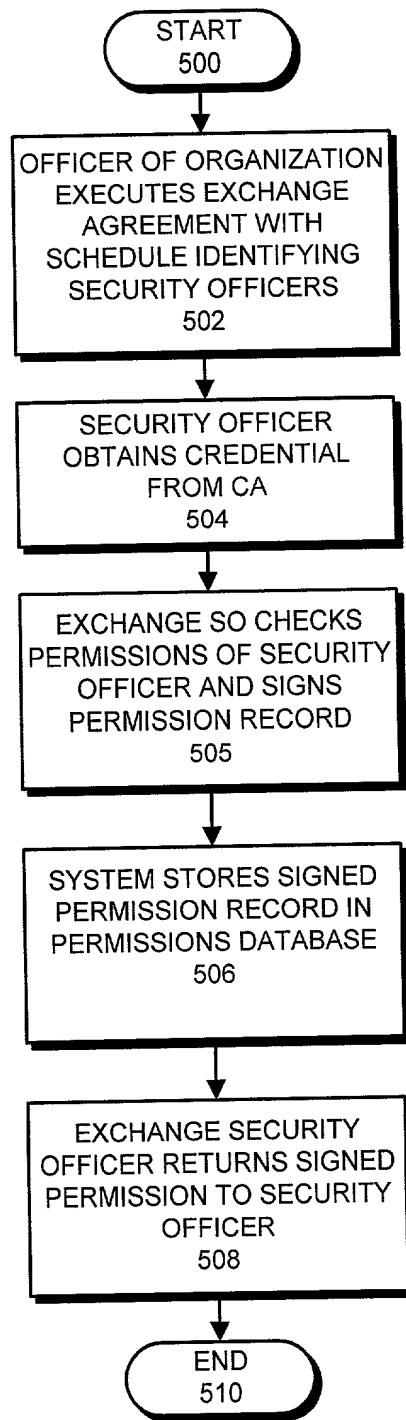 START
500
OFFICER OF ORGANIZATION
EXECUTES EXCHANGE
AGREEMENT WITH
SCHEDULE IDENTIFYING
SECURITY OFFICERS
502
SECURITY OFFICER
OBTAINS CREDENTIAL
FROM CA
504
EXCHANGE SO CHECKS
PERMISSIONS OF SECURITY
OFFICER AND SIGNS
PERMISSION RECORD
505
SYSTEM STORES SIGNED
PERMISSION RECORD IN
PERMISSIONS DATABASE
506
EXCHANGE SECURITY
OFFICER RETURNS SIGNED
PERMISSION TO SECURITY
OFFICER
508
END
510